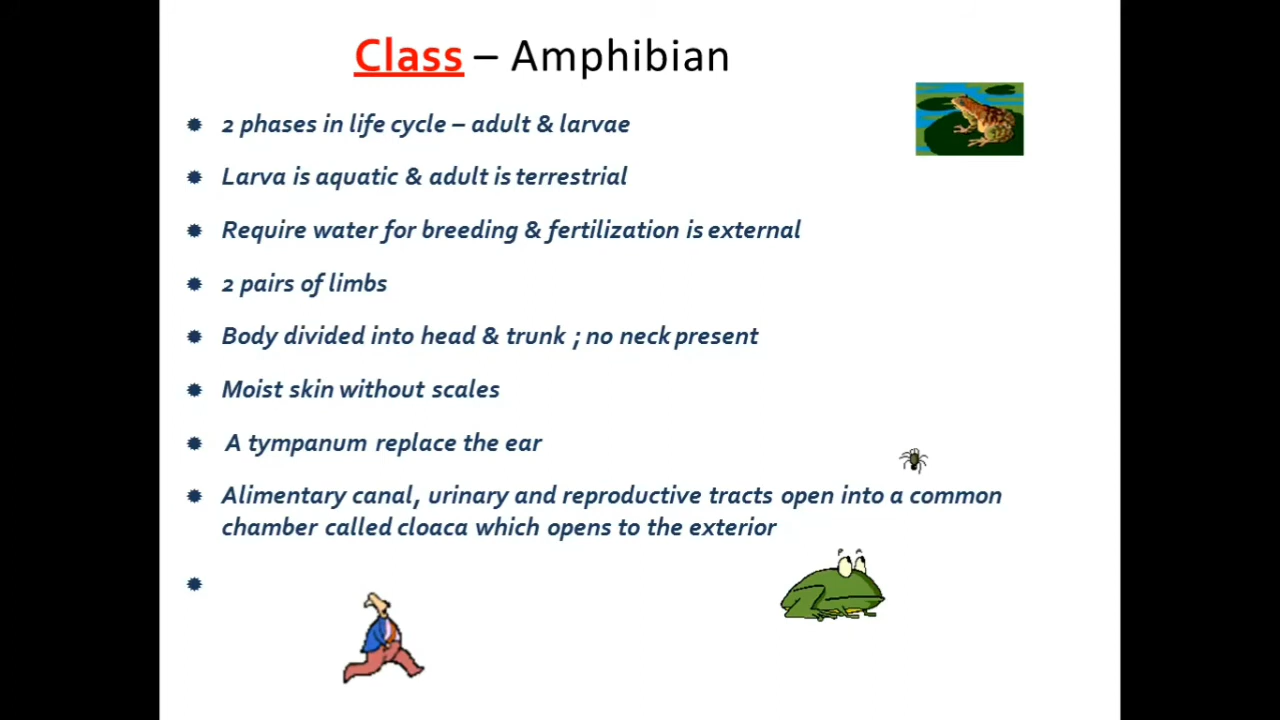 Class – Amphibian
2 phases in life cycle – adult & larvae
Larva is aquatic & adult is terrestrial
Require water for breeding & fertilization is external
2 pairs of limbs
Body divided into head & trunk ; no neck present
Moist skin without scales
A tympanum replace the ear
Alimentary canal, urinary and reproductive tracts open into a common
chamber called cloaca which opens to the exterior